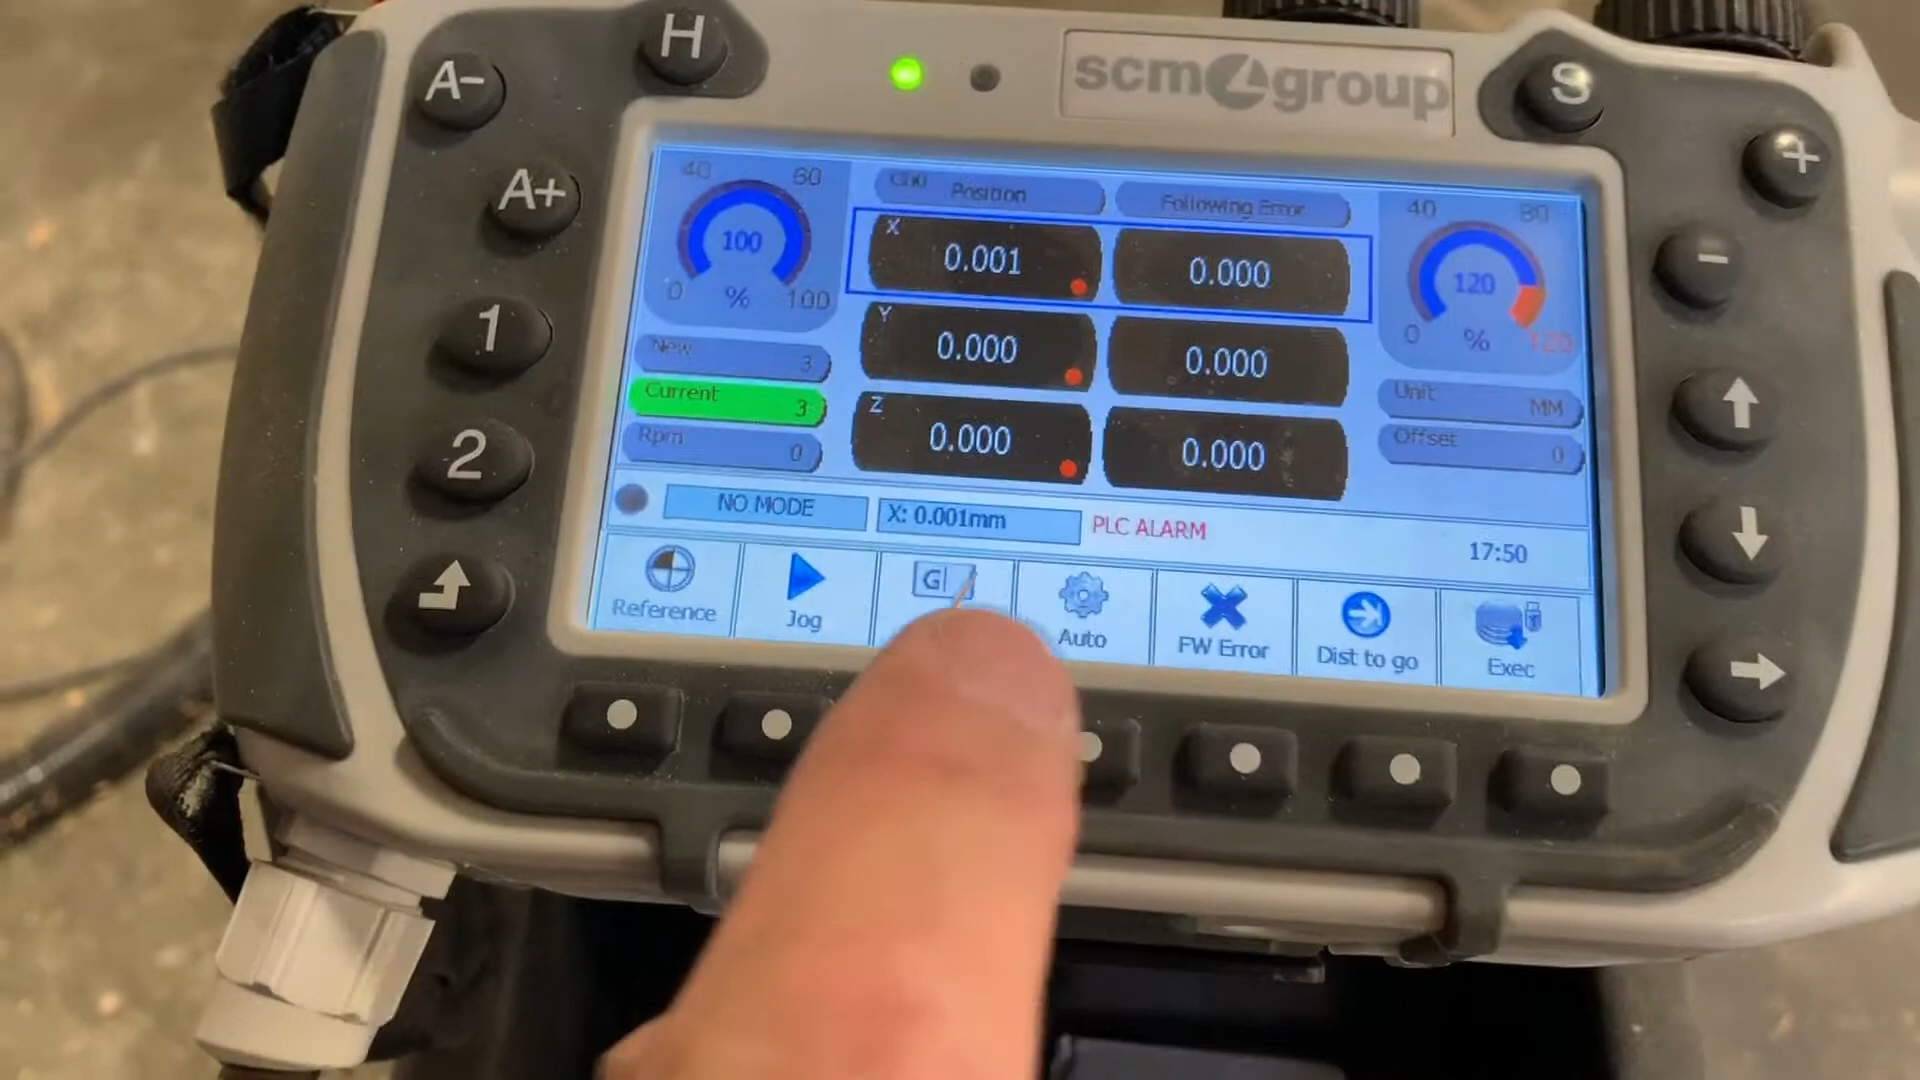 H
scm group
S
A-
A+
1
2
+
-
40 60
100
0 % 100
Ch0 Position
Following Error
X
0.001
0.000
Y
0.000
0.000
Z
0.000
0.000
40 80
120
0 % 120
New 3
Current 3
Rpm 0
Unit MM
Offset 0
NO MODE
X: 0.001mm
PLC ALARM
17:50
G
Reference
Jog
Auto
FW Error
Dist to go
Exec